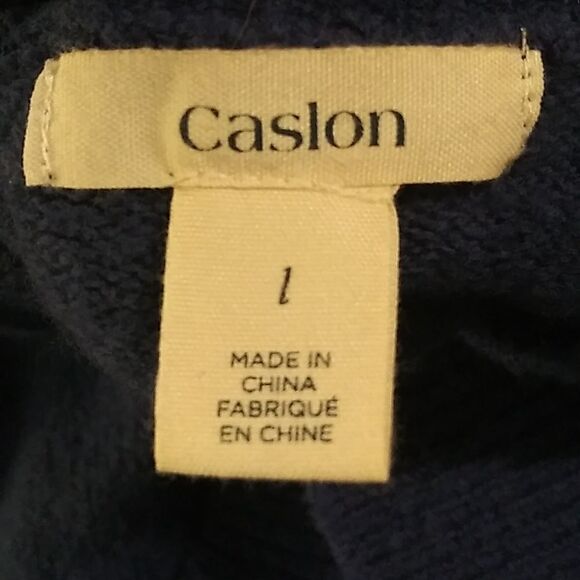 Caslon
l
MADE IN
CHINA
FABRIQUÉ
EN CHINE